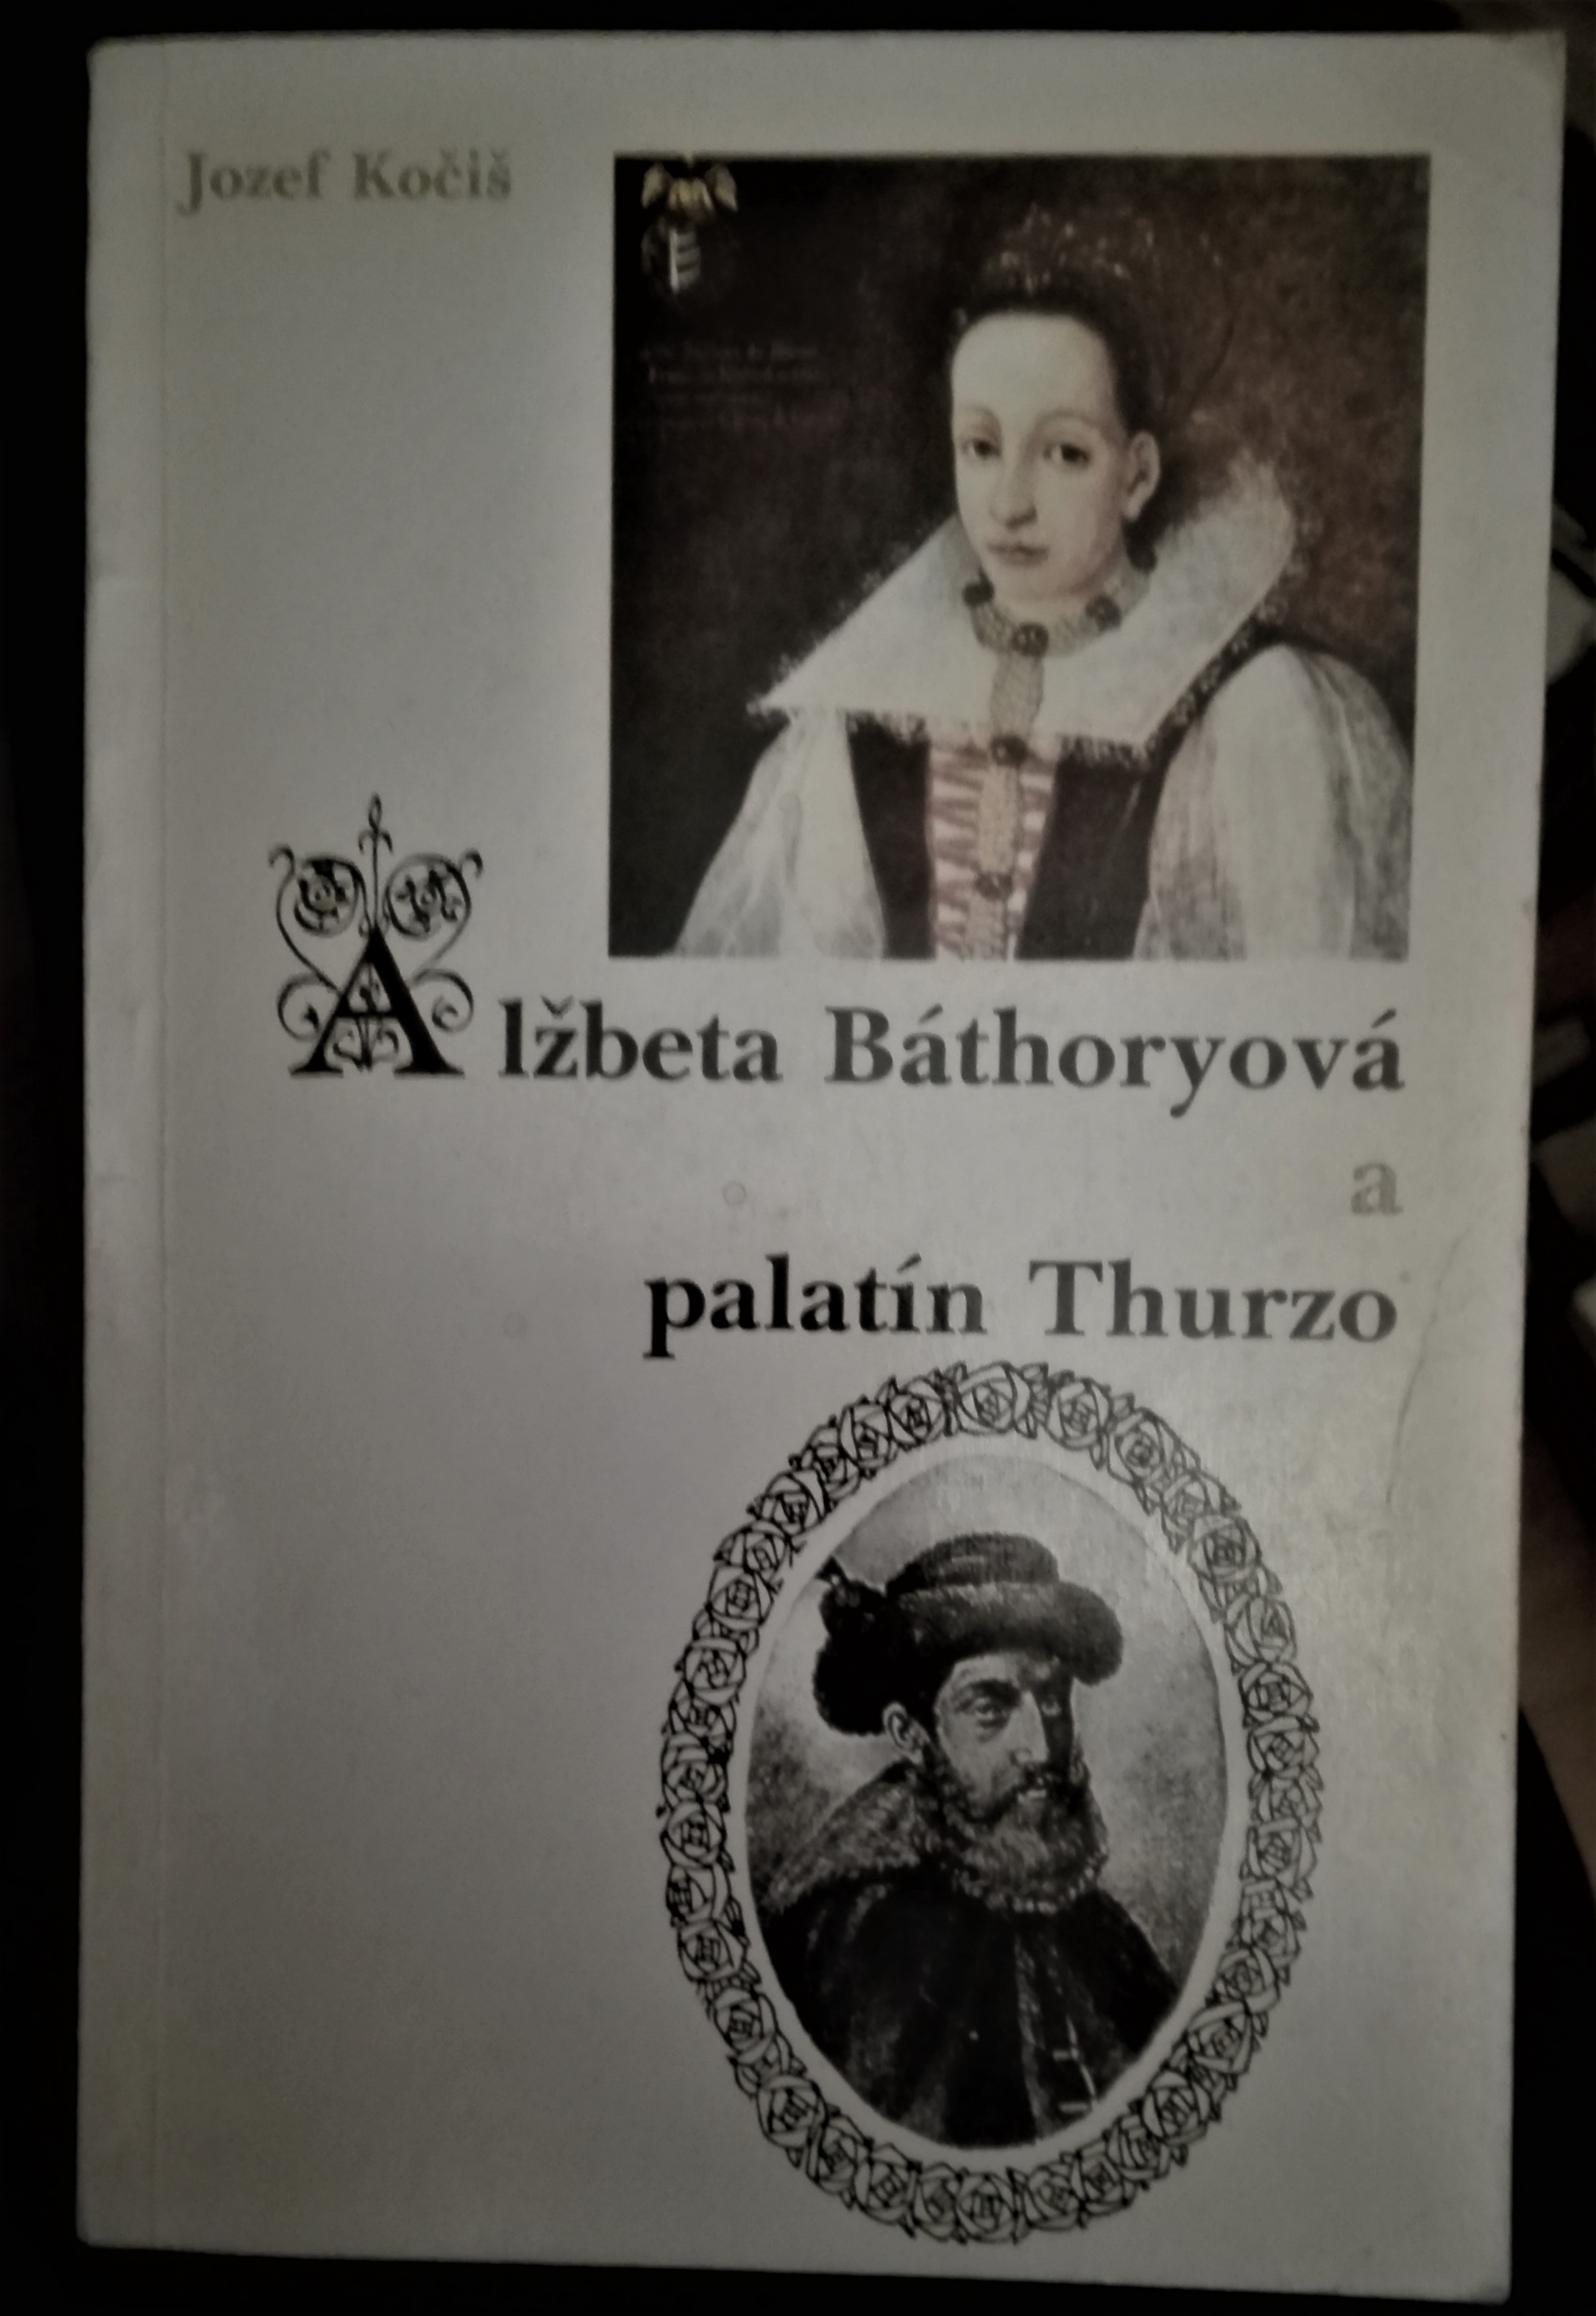 Jozef Kočiš
Alžbeta Báthoryová
a
palatín Thurzo